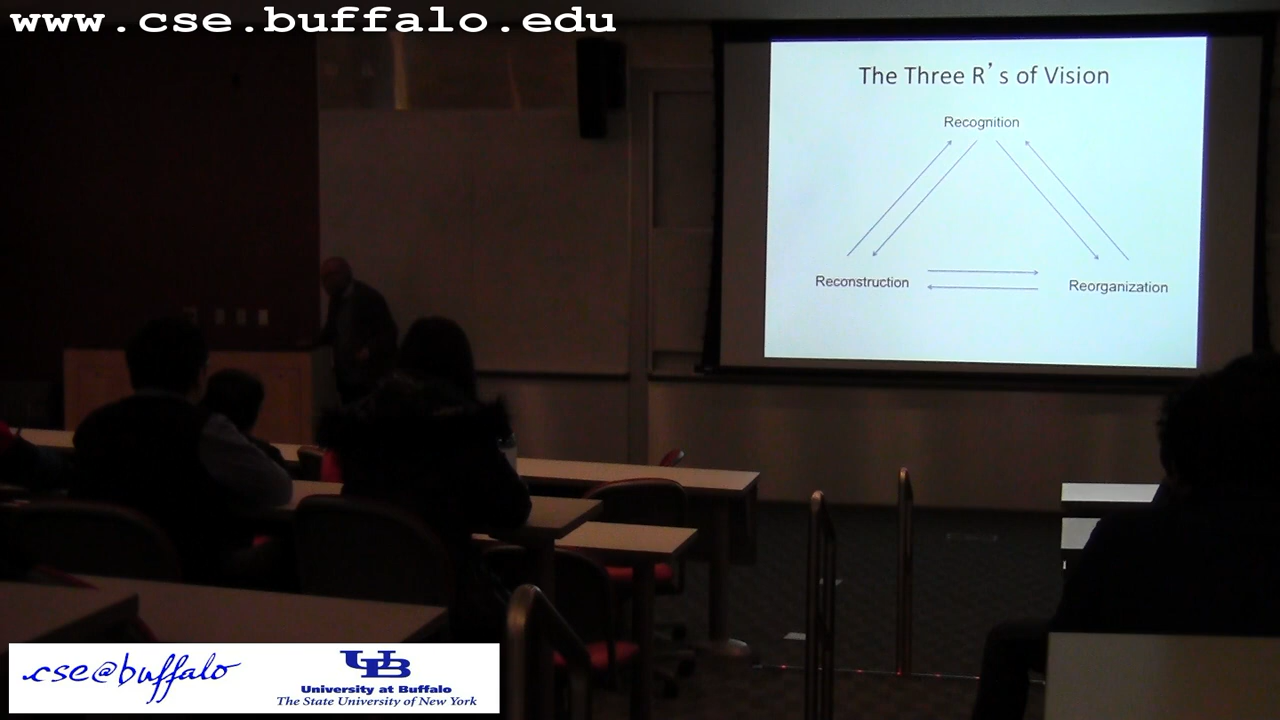 www.cse.buffalo.edu
The Three R's of Vision
Recognition
Reconstruction
Reorganization
cse@buffalo
UB
University at Buffalo
The State University of New York